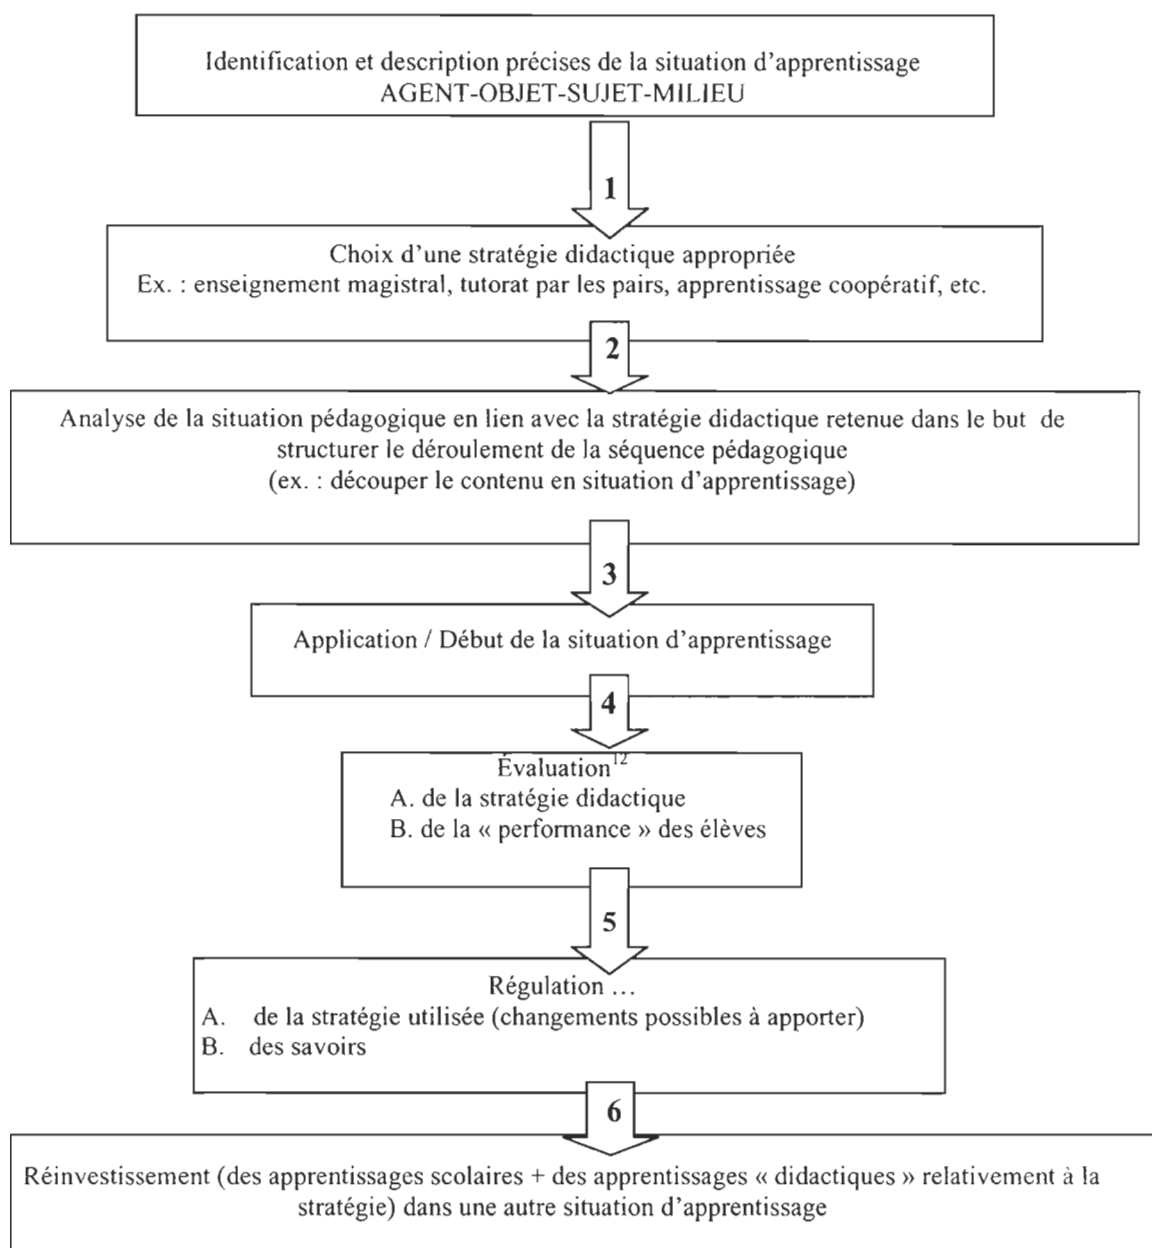 Identification et description précises de la situation d'apprentissage
AGENT-OBJET-SUJET-MILIEU
1
Choix d'une stratégie didactique appropriée
Ex. : enseignement magistral, tutorat par les pairs, apprentissage coopératif, etc.
2
Analyse de la situation pédagogique en lien avec la stratégie didactique retenue dans le but de
structurer le déroulement de la séquence pédagogique
(ex. : découper le contenu en situation d'apprentissage)
3
Application / Début de la situation d'apprentissage
4
Évaluation12
A. de la stratégie didactique
B. de la « performance » des élèves
5
Régulation …
A. de la stratégie utilisée (changements possibles à apporter)
B. des savoirs
6
Réinvestissement (des apprentissages scolaires + des apprentissages « didactiques » relativement à la
stratégie) dans une autre situation d'apprentissage